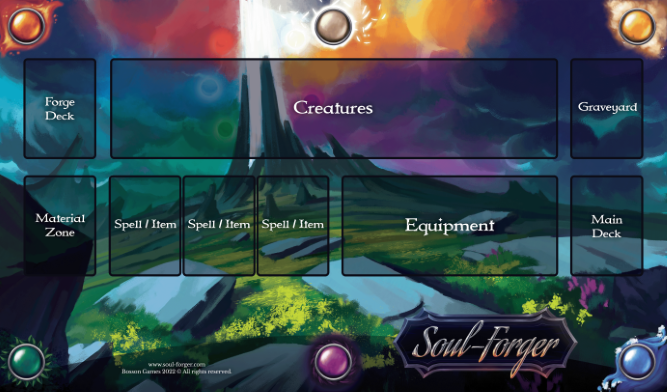 Forge
Deck
Creatures
Graveyard
Material
Zone
Spell / Item
Spell / Item
Spell / Item
Equipment
Main
Deck
Soul-Forger
www.soul-forger.com
Bosson Games 2022 © All rights reserved.